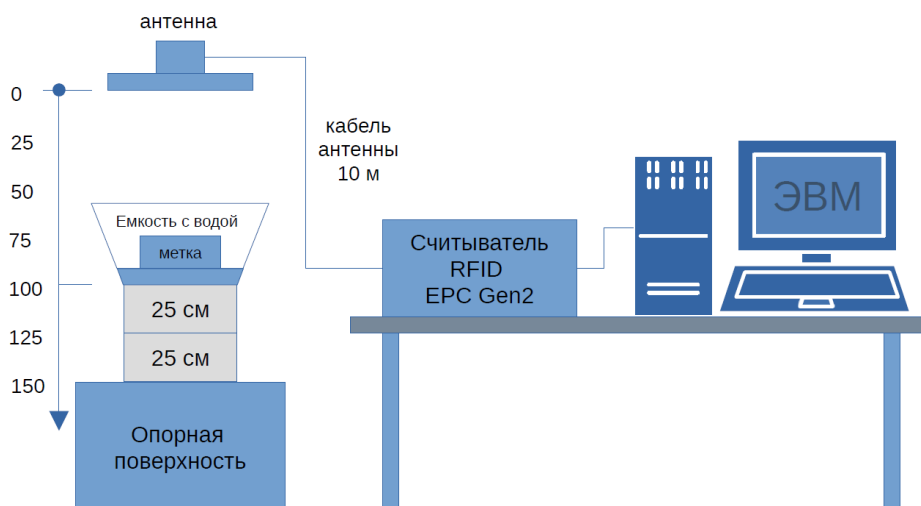 антенна
0
25
50
75
100
125
150
кабель
антенны
10 м
Емкость с водой
метка
25 см
25 см
Опорная
поверхность
Считыватель
RFID
EPC Gen2
ЭВМ